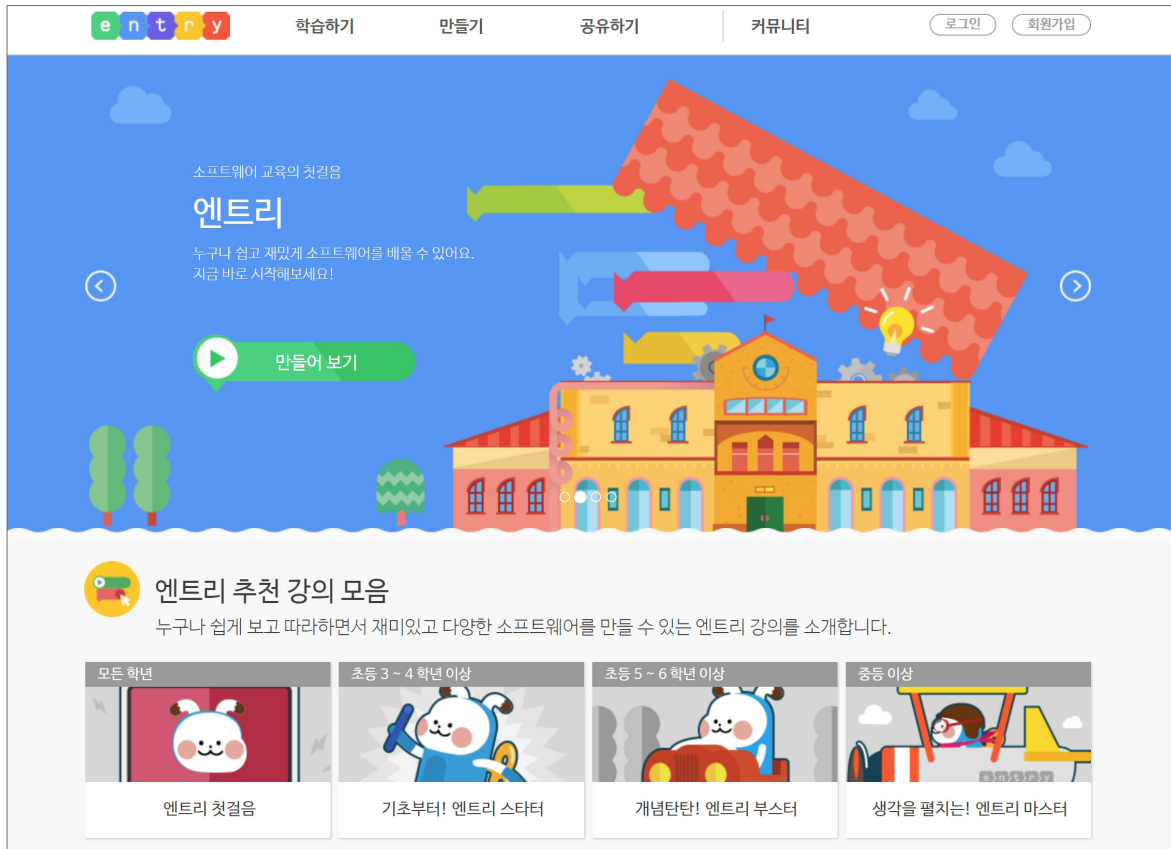 entry
학습하기
만들기
공유하기
커뮤니티
로그인
회원가입
소프트웨어 교육의 첫걸음
엔트리
누구나 쉽고 재밌게 소프트웨어를 배울 수 있어요.
지금 바로 시작해보세요!
만들어 보기
엔트리 추천 강의 모음
누구나 쉽게 보고 따라하면서 재미있고 다양한 소프트웨어를 만들 수 있는 엔트리 강의를 소개합니다.
모든 학년
초등 3 ~ 4 학년 이상
초등 5 ~ 6 학년 이상
중등 이상
entry
엔트리 첫걸음
기초부터! 엔트리 스타터
개념탄탄! 엔트리 부스터
생각을 펼치는! 엔트리 마스터